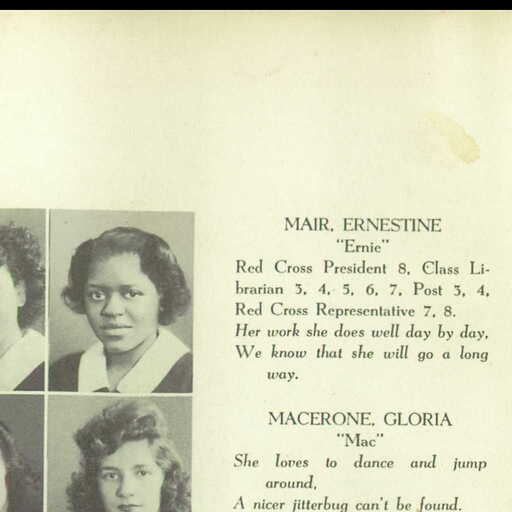 MAIR, ERNESTINE
"Ernie"
Red Cross President 8, Class Li-
brarian 3, 4, 5, 6, 7, Post 3, 4,
Red Cross Representative 7, 8.
Her work she does well day by day,
We know that she will go a long
way.
MACERONE, GLORIA
"Mac"
She loves to dance and jump
around,
A nicer jitterbug can't be found.